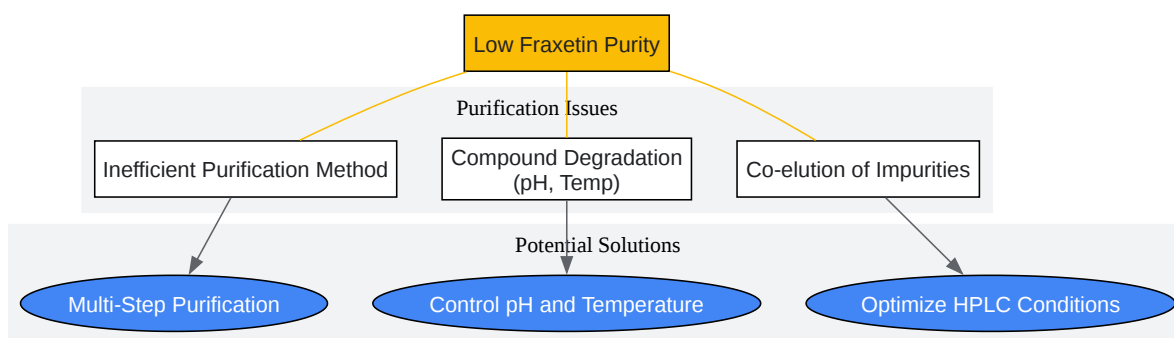 Low Fraxetin Purity
Purification Issues
Inefficient Purification Method
Compound Degradation
(pH, Temp)
Co-elution of Impurities
Potential Solutions
Multi-Step Purification
Control pH and Temperature
Optimize HPLC Conditions